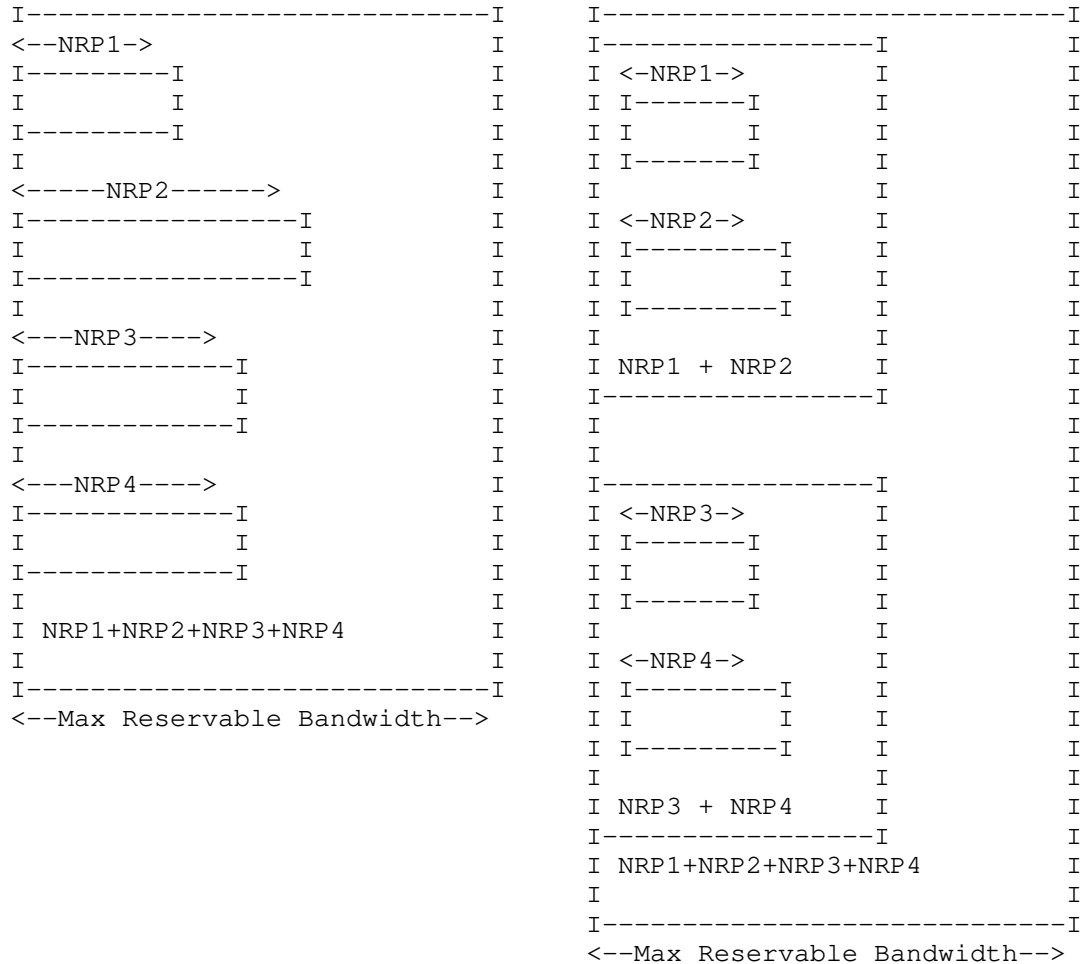 <--NRP1->
<-----NRP2------>
<---NRP3---->
<---NRP4---->
NRP1+NRP2+NRP3+NRP4
<--Max Reservable Bandwidth-->
<-NRP1->
<-NRP2->
NRP1 + NRP2
<-NRP3->
<-NRP4->
NRP3 + NRP4
NRP1+NRP2+NRP3+NRP4
<--Max Reservable Bandwidth-->